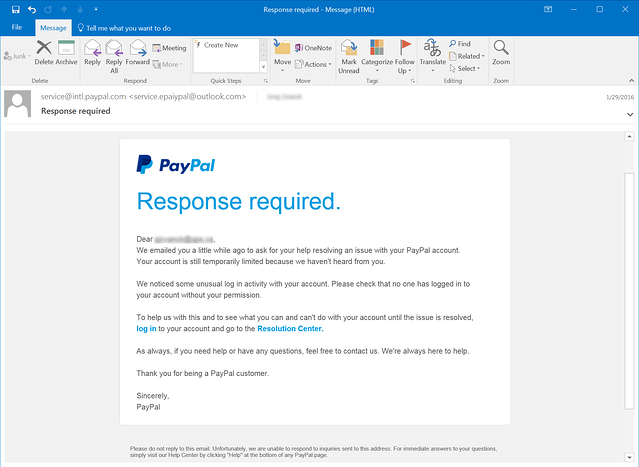 Response required - Message (HTML)
File Message Tell me what you want to do
Junk Delete Archive Reply Reply All Forward Meeting More Create New Move OneNote Actions Mark Unread Categorize Follow Up Translate Find Related Select Zoom
Delete Respond Quick Steps Move Tags Editing Zoom
service@intl.paypal.com <service.epaiypal@outlook.com>
1/29/2016
Response required
PayPal
Response required.
Dear
We emailed you a little while ago to ask for your help resolving an issue with your PayPal account.
Your account is still temporarily limited because we haven't heard from you.
We noticed some unusual log in activity with your account. Please check that no one has logged in to
your account without your permission.
To help us with this and to see what you can and can't do with your account until the issue is resolved,
log in to your account and go to the Resolution Center.
As always, if you need help or have any questions, feel free to contact us. We're always here to help.
Thank you for being a PayPal customer.
Sincerely,
PayPal
Please do not reply to this email. Unfortunately, we are unable to respond to inquiries sent to this address. For immediate answers to your questions,
simply visit our Help Center by clicking "Help" at the bottom of any PayPal page.